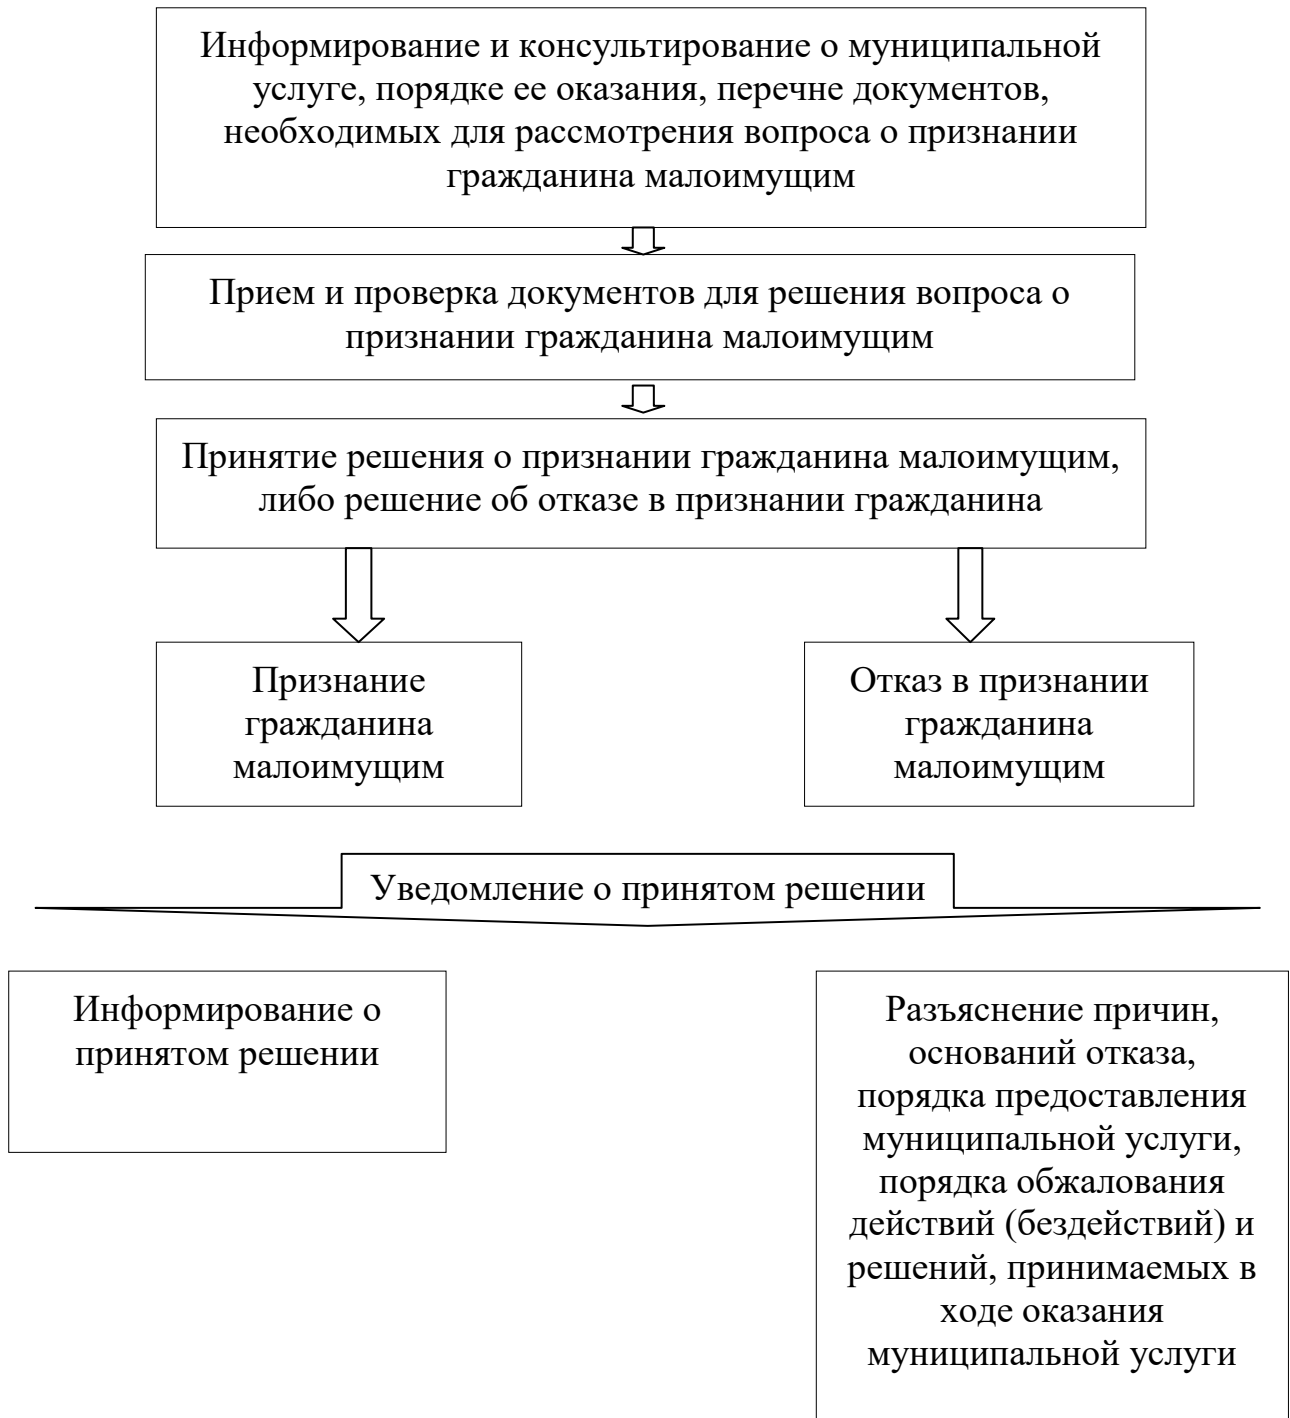 Информирование и консультирование о муниципальной
услуге, порядке ее оказания, перечне документов,
необходимых для рассмотрения вопроса о признании
гражданина малоимущим
Прием и проверка документов для решения вопроса о
признании гражданина малоимущим
Принятие решения о признании гражданина малоимущим,
либо решение об отказе в признании гражданина
Признание
гражданина
малоимущим
Отказ в признании
гражданина
малоимущим
Уведомление о принятом решении
Информирование о
принятом решении
Разъяснение причин,
оснований отказа,
порядка предоставления
муниципальной услуги,
порядка обжалования
действий (бездействий) и
решений, принимаемых в
ходе оказания
муниципальной услуги